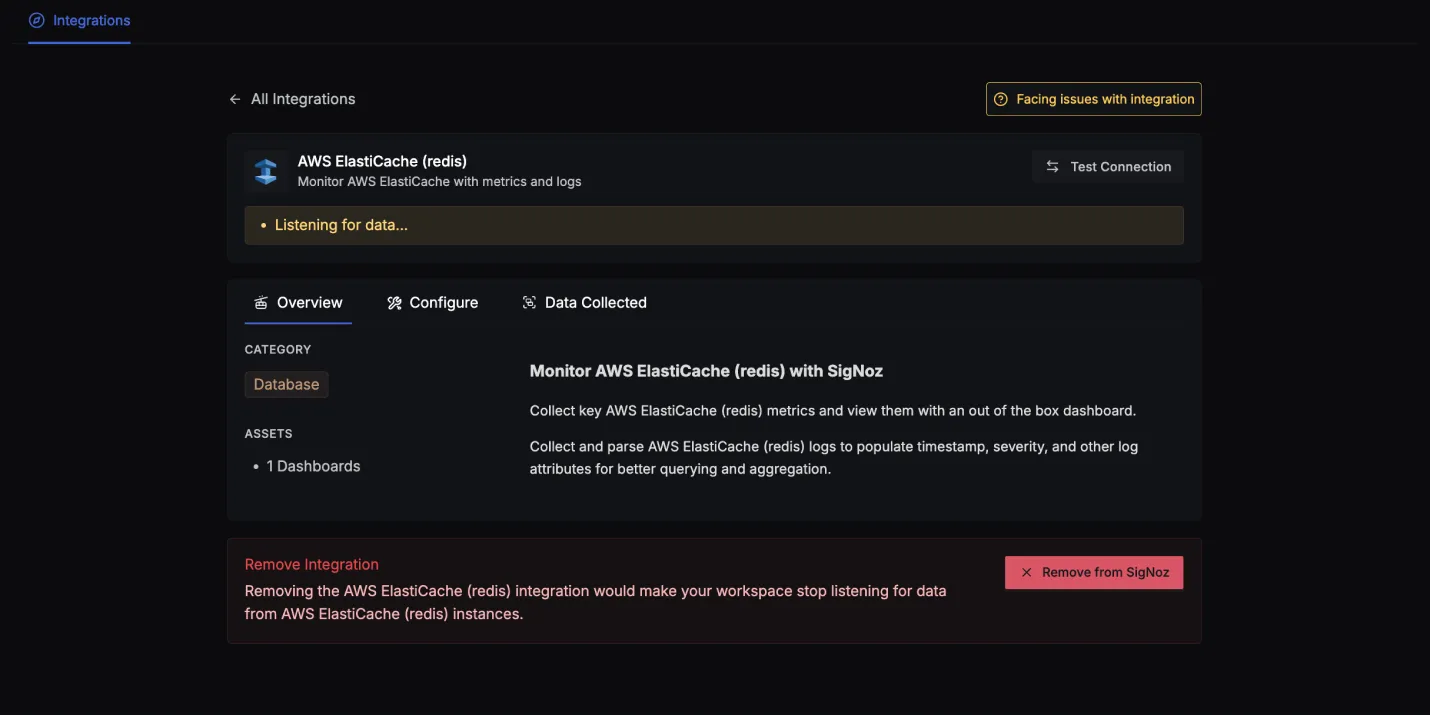 Integrations
All Integrations
Facing issues with integration
AWS ElastiCache (redis)
Monitor AWS ElastiCache with metrics and logs
Test Connection
• Listening for data...
Overview
Configure
Data Collected
CATEGORY
Database
ASSETS
• 1 Dashboards
Monitor AWS ElastiCache (redis) with SigNoz
Collect key AWS ElastiCache (redis) metrics and view them with an out of the box dashboard.
Collect and parse AWS ElastiCache (redis) logs to populate timestamp, severity, and other log
attributes for better querying and aggregation.
Remove Integration
Removing the AWS ElastiCache (redis) integration would make your workspace stop listening for data
from AWS ElastiCache (redis) instances.
Remove from SigNoz